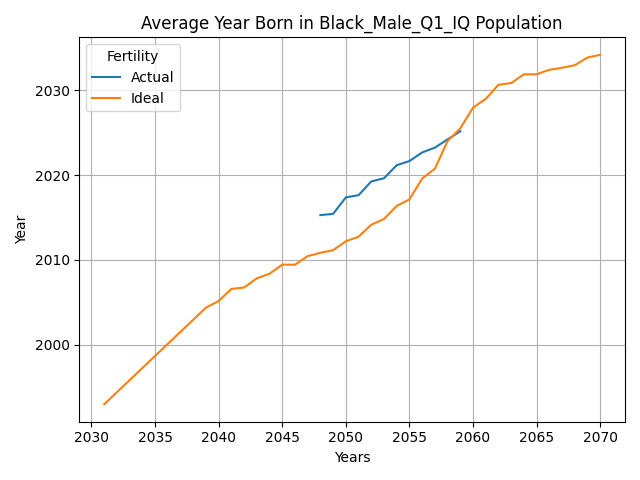 Average Year Born in Black_Male_Q1_IQ Population
Fertility
Actual
Ideal
Year
2030
2020
2010
2000
2030 2035 2040 2045 2050 2055 2060 2065 2070
Years